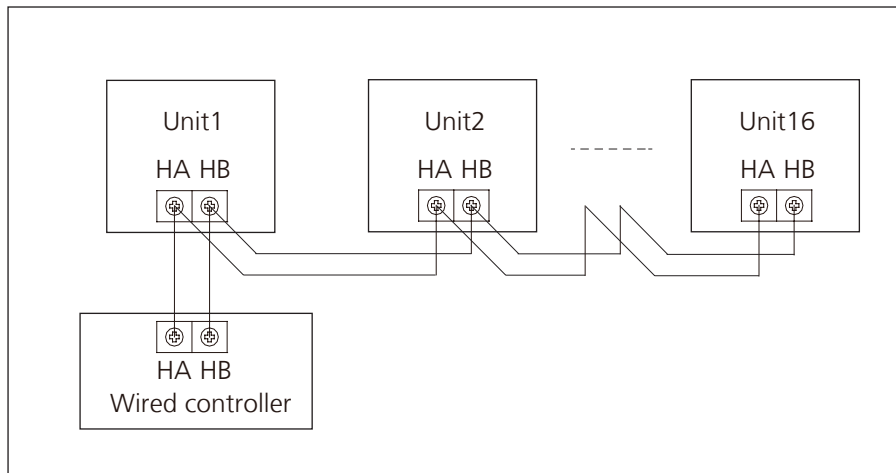 Unit1
HA HB
Unit2
HA HB
Unit16
HA HB
HA HB
Wired controller